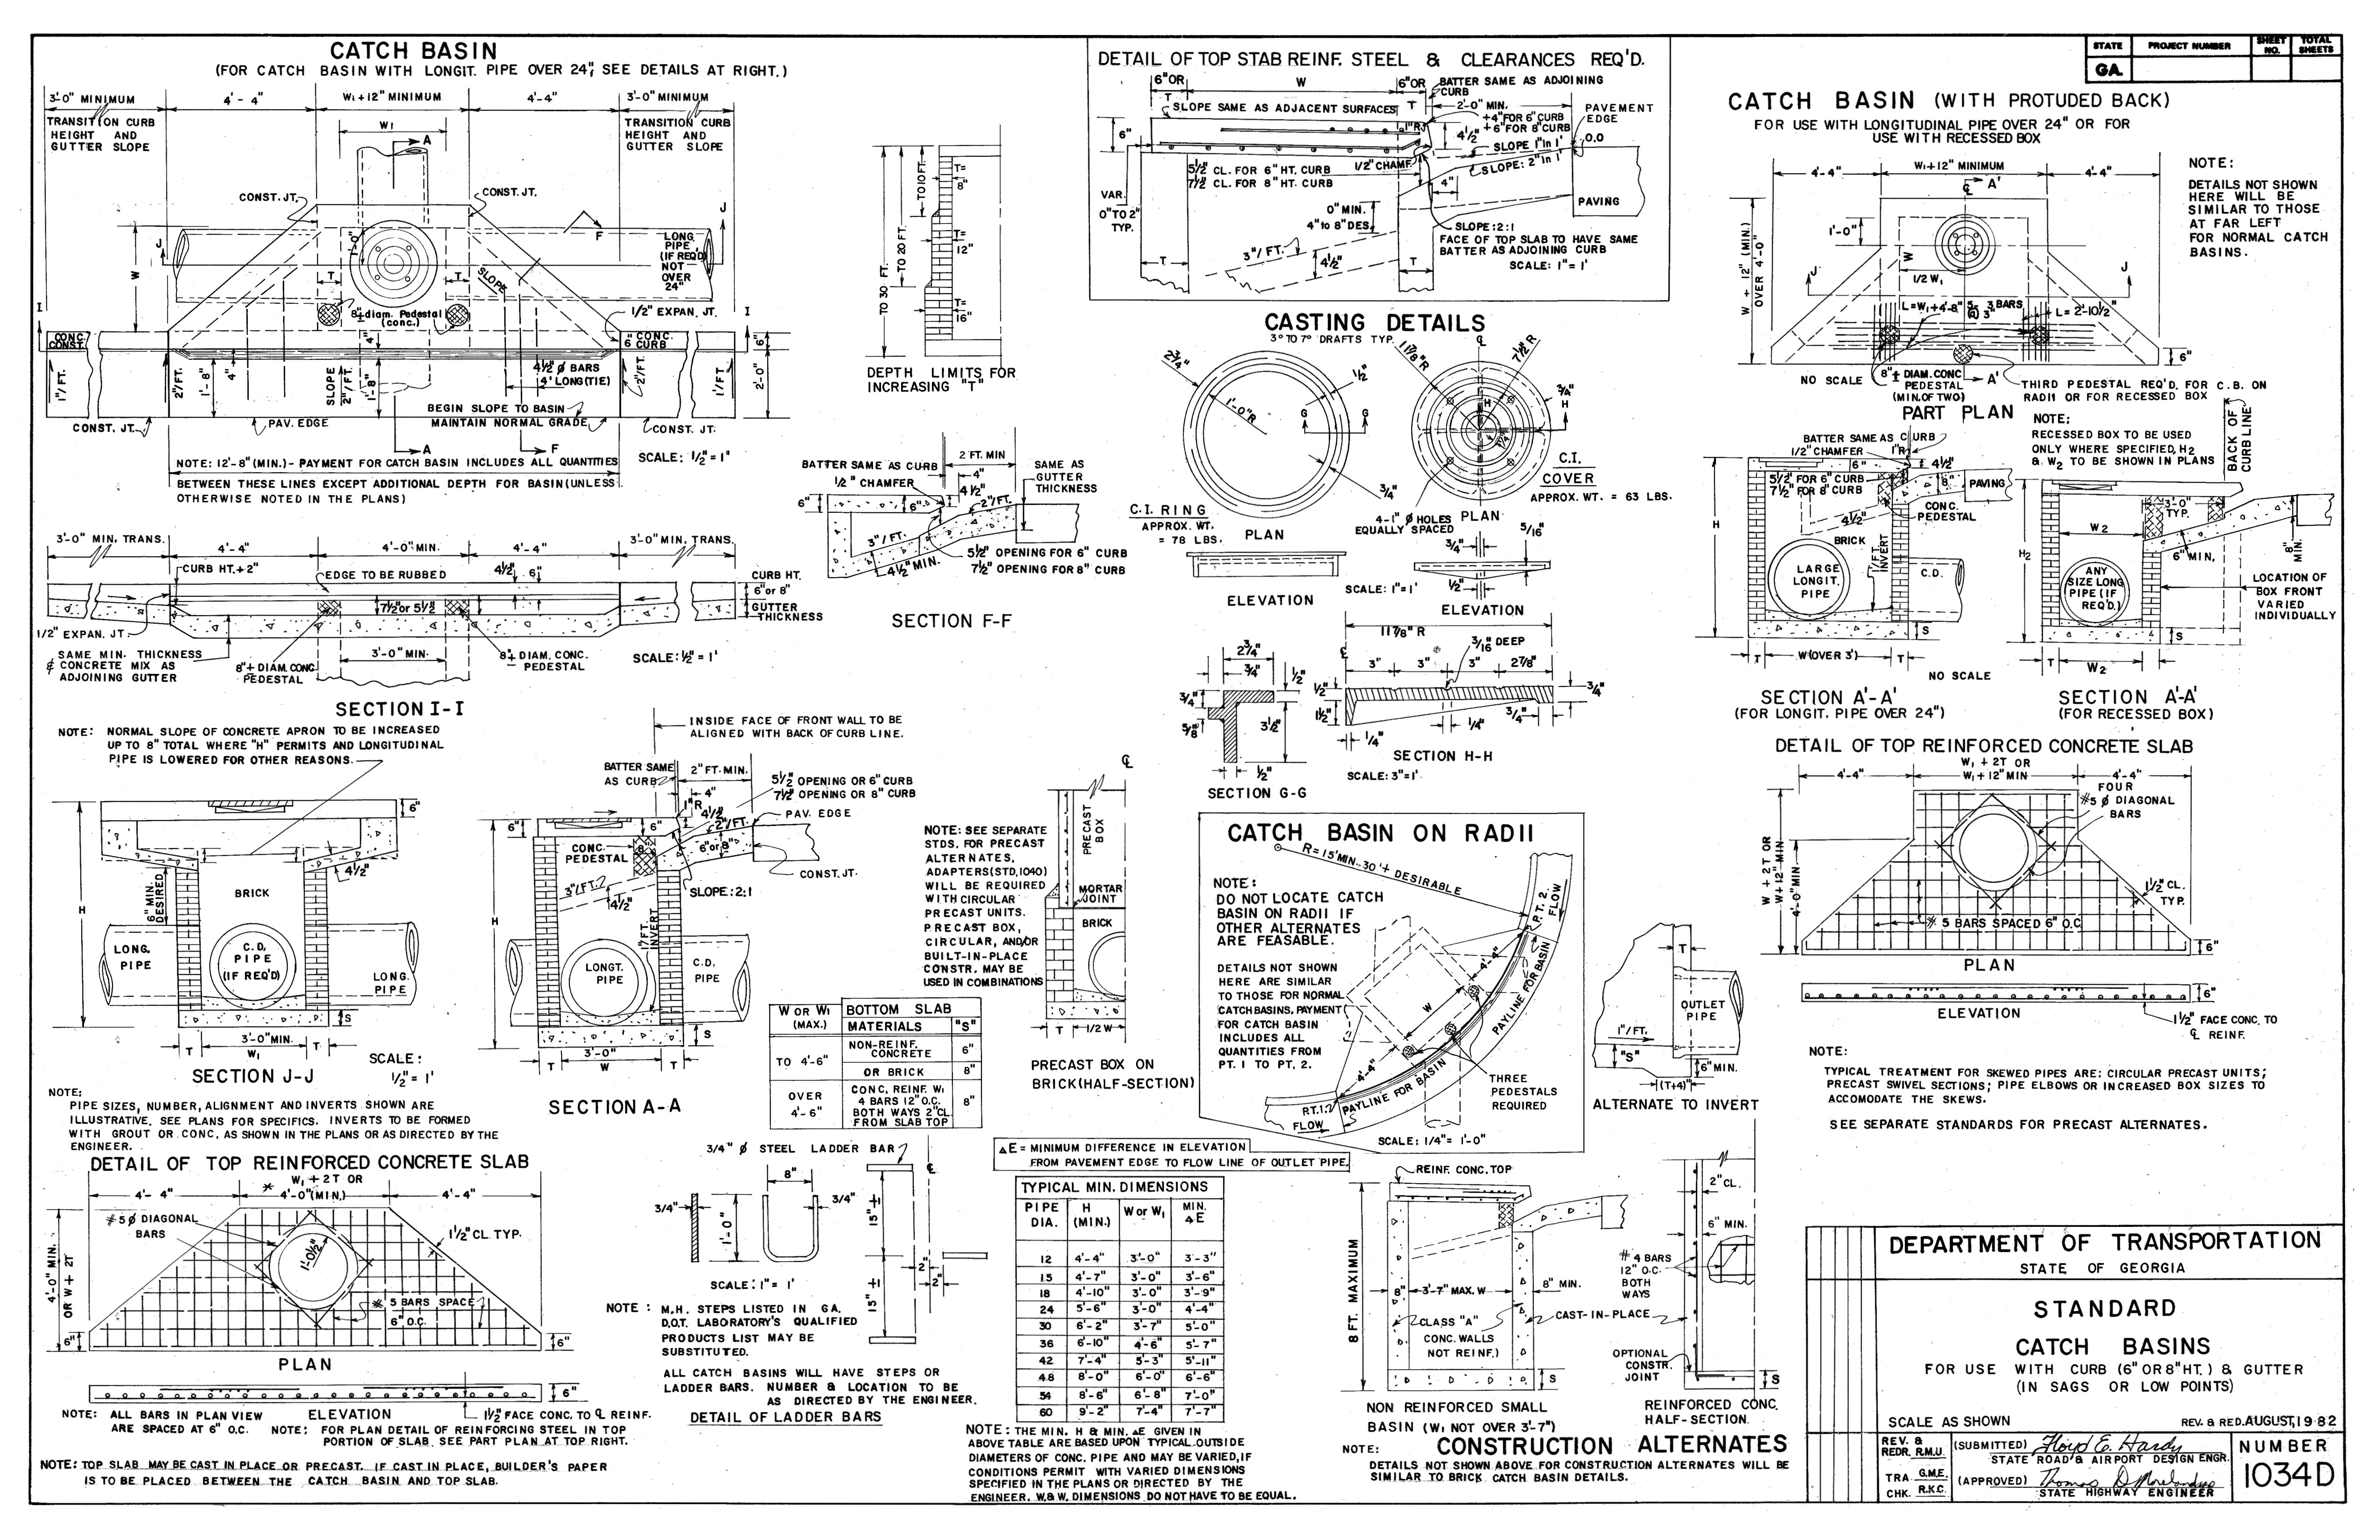 CATCH BASIN
(FOR CATCH BASIN WITH LONGIT. PIPE OVER 24", SEE DETAILS AT RIGHT.)
3'-0" MINIMUM
4'-4"
W1+12" MINIMUM
4'-4"
3'-0" MINIMUM
TRANSITION CURB
HEIGHT AND
GUTTER SLOPE
W1
A
TRANSITION CURB
HEIGHT AND
GUTTER SLOPE
CONST. JT.
CONST. JT.
J
J
F
W
1'-0"
LONG
PIPE
(IF REQ'D)
NOT
OVER
24"
T
T
SLOPE
8"± diam. Pedestal
(conc.)
1/2" EXPAN. JT.
I
I
CONC.
CONST.
CONC.
6" CURB
6"
4"
4"
1"/FT.
2"/FT.
1'-8"
SLOPE
2"/FT.
1'-8"
4 1/2" Ø BARS
4' LONG (TIE)
2"/FT.
1"/FT.
2'-0"
BEGIN SLOPE TO BASIN
MAINTAIN NORMAL GRADE
CONST. JT.
PAV. EDGE
CONST. JT.
A
F
NOTE: 12'-8" (MIN.) - PAYMENT FOR CATCH BASIN INCLUDES ALL QUANTITIES
BETWEEN THESE LINES EXCEPT ADDITIONAL DEPTH FOR BASIN (UNLESS
OTHERWISE NOTED IN THE PLANS)
SCALE: 1/2" = 1"
3'-0" MIN. TRANS.
4'-4"
4'-0" MIN.
4'-4"
3'-0" MIN. TRANS.
CURB HT.+2"
EDGE TO BE RUBBED
4 1/2"
6"
CURB HT.
6" or 8"
7 1/2" or 5 1/2"
GUTTER
THICKNESS
1/2" EXPAN. JT.
SAME MIN. THICKNESS
¢ CONCRETE MIX AS
ADJOINING GUTTER
8"± DIAM. CONC.
PEDESTAL
3'-0" MIN.
8"± DIAM. CONC.
PEDESTAL
SCALE: 1/2" = 1'
SECTION I-I
NOTE: NORMAL SLOPE OF CONCRETE APRON TO BE INCREASED
UP TO 8" TOTAL WHERE "H" PERMITS AND LONGITUDINAL
PIPE IS LOWERED FOR OTHER REASONS.
6"
4 1/2"
6" MIN.
DESIRED
BRICK
H
LONG.
PIPE
C.D.
PIPE
(IF REQ'D)
LONG.
PIPE
S
T
3'-0" MIN.
W1
T
SCALE:
1/2" = 1'
SECTION J-J
NOTE:
PIPE SIZES, NUMBER, ALIGNMENT AND INVERTS SHOWN ARE
ILLUSTRATIVE. SEE PLANS FOR SPECIFICS. INVERTS TO BE FORMED
WITH GROUT OR CONC. AS SHOWN IN THE PLANS OR AS DIRECTED BY THE
ENGINEER.
INSIDE FACE OF FRONT WALL TO BE
ALIGNED WITH BACK OF CURB LINE.
BATTER SAME
AS CURB
2" FT. MIN.
4"
5 1/2" OPENING OR 6" CURB
7 1/2" OPENING OR 8" CURB
1"R
4 1/2"
2"/FT.
PAV. EDGE
6"
6"
CONC.
PEDESTAL
8"
6" or 8"
CONST. JT.
3"/FT.
4 1/2"
SLOPE: 2:1
H
1"/FT.
INVERT
LONGT.
PIPE
C.D.
PIPE
S
T
3'-0"
W
T
SECTION A-A
DEPTH LIMITS FOR
INCREASING "T"
TO 10 FT.
TO 20 FT.
TO 30 FT.
T=
8"
T=
12"
T=
16"
BATTER SAME AS CURB
1/2" CHAMFER
2 FT. MIN
4"
4 1/2"
SAME AS
GUTTER
THICKNESS
6"
6"
2"/FT.
3"/FT.
4 1/2" MIN.
5 1/2" OPENING FOR 6" CURB
7 1/2" OPENING FOR 8" CURB
SECTION F-F
NOTE: SEE SEPARATE
STDS. FOR PRECAST
ALTERNATES,
ADAPTERS (STD. 1040)
WILL BE REQUIRED
WITH CIRCULAR
PRECAST UNITS.
PRECAST BOX,
CIRCULAR, AND/OR
BUILT-IN-PLACE
CONSTR. MAY BE
USED IN COMBINATIONS
PRECAST
BOX
MORTAR
JOINT
BRICK
T
1/2 W
PRECAST BOX ON
BRICK (HALF-SECTION)
W OR W1
(MAX.)
BOTTOM SLAB
MATERIALS
"S"
TO 4'-6"
NON-REINF.
CONCRETE
6"
OR BRICK
8"
OVER
4'-6"
CONC. REINF. W1
4 BARS 12" O.C.
BOTH WAYS 2"CL.
FROM SLAB TOP
8"
DETAIL OF TOP STAB REINF. STEEL & CLEARANCES REQ'D.
6" OR
T
W
6" OR
T
BATTER SAME AS ADJOINING
CURB
SLOPE SAME AS ADJACENT SURFACES
2'-0" MIN.
PAVEMENT
EDGE
+4" FOR 6" CURB
+6" FOR 8" CURB
6"
1"R
4 1/2"
0.0
SLOPE 1" in 1'
SLOPE: 2" in 1'
1/2" CHAMF.
5 1/2" CL. FOR 6" HT. CURB
7 1/2" CL. FOR 8" HT. CURB
4"
VAR.
0" TO 2"
TYP.
0" MIN.
4" to 8" DES.
PAVING
SLOPE: 2:1
FACE OF TOP SLAB TO HAVE SAME
BATTER AS ADJOINING CURB
3"/FT.
4 1/2"
SCALE: 1" = 1'
T
T
CASTING DETAILS
3° TO 7° DRAFTS TYP.
2 3/4"
1'-0" R
1/2"
G
G
3/4"
C.I. RING
APPROX. WT.
= 78 LBS.
PLAN
11 7/8" R
7 1/2" R
3/4"
H
H
C.I.
COVER
APPROX. WT. = 63 LBS.
4-1" Ø HOLES
EQUALLY SPACED
PLAN
3/4"
5/16"
1/2"
ELEVATION
SCALE: 1" = 1'
ELEVATION
2 3/4"
3/4"
1/2"
3/4"
5/8"
3 1/2"
1/2"
SECTION G-G
11 7/8" R
3/16" DEEP
3"
3"
3"
2 7/8"
1/2"
1 1/2"
3/4"
3/4"
1/4"
1/4"
SECTION H-H
SCALE: 3" = 1'
CATCH BASIN ON RADII
R = 15' MIN.-30'± DESIRABLE
NOTE:
DO NOT LOCATE CATCH
BASIN ON RADII IF
OTHER ALTERNATES
ARE FEASABLE.
DETAILS NOT SHOWN
HERE ARE SIMILAR
TO THOSE FOR NORMAL
CATCH BASINS, PAYMENT
FOR CATCH BASIN
INCLUDES ALL
QUANTITIES FROM
PT. 1 TO PT. 2.
P.T. 2.
FLOW
4'-4"
W
PAYLINE FOR BASIN
4'-4"
PAYLINE FOR BASIN
P.T. 1.
FLOW
THREE
PEDESTALS
REQUIRED
SCALE: 1/4" = 1'-0"
T
OUTLET
PIPE
1"/FT.
"S"
6" MIN.
(T+4)"
ALTERNATE TO INVERT
STATE
PROJECT NUMBER
SHEET
NO.
TOTAL
SHEETS
GA.
CATCH BASIN (WITH PROTUDED BACK)
FOR USE WITH LONGITUDINAL PIPE OVER 24" OR FOR
USE WITH RECESSED BOX
W1+12" MINIMUM
4'-4"
A'
4'-4"
NOTE:
DETAILS NOT SHOWN
HERE WILL BE
SIMILAR TO THOSE
AT FAR LEFT
FOR NORMAL CATCH
BASINS.
W + 12" (MIN.)
OVER 4'-0"
1'-0"
W
J
J
1/2 W1
L=W1+4'-8"
3 BARS
3"
L= 2'-10 1/2"
6"
NO SCALE
8"± DIAM. CONC
PEDESTAL
(MIN. OF TWO)
A'
THIRD PEDESTAL REQ'D. FOR C.B. ON
RADII OR FOR RECESSED BOX
PART PLAN
NOTE:
RECESSED BOX TO BE USED
ONLY WHERE SPECIFIED, H2
& W2 TO BE SHOWN IN PLANS
BACK OF
CURB LINE
BATTER SAME AS CURB
1/2" CHAMFER
1"R
6"
4 1/2"
5 1/2" FOR 6" CURB
7 1/2" FOR 8" CURB
8"
PAVING
CONC.
PEDESTAL
4 1/2"
BRICK
H
1"/FT.
INVERT
LARGE
LONGIT.
PIPE
C.D.
S
T
W (OVER 3')
T
3'-0"
TYP.
W2
6" MIN.
8"
MIN.
H2
ANY
SIZE LONG
PIPE (IF
REQ'D.)
LOCATION OF
BOX FRONT
VARIED
INDIVIDUALLY
S
T
W2
T
NO SCALE
SECTION A'-A'
(FOR LONGIT. PIPE OVER 24")
SECTION A'-A'
(FOR RECESSED BOX)
DETAIL OF TOP REINFORCED CONCRETE SLAB
W1 + 2T OR
4'-4"
W1 + 12" MIN
4'-4"
FOUR
#5 Ø DIAGONAL
BARS
W + 2T OR
W + 12" MIN
4'-0" MIN
1 1/2" CL.
TYP.
# 5 BARS SPACED 6" O.C.
6"
PLAN
6"
ELEVATION
1 1/2" FACE CONC. TO
℄ REINF.
NOTE:
TYPICAL TREATMENT FOR SKEWED PIPES ARE: CIRCULAR PRECAST UNITS;
PRECAST SWIVEL SECTIONS; PIPE ELBOWS OR INCREASED BOX SIZES TO
ACCOMODATE THE SKEWS.
SEE SEPARATE STANDARDS FOR PRECAST ALTERNATES.
DETAIL OF TOP REINFORCED CONCRETE SLAB
W1 + 2T OR
4'-4"
* 4'-0" (MIN.)
4'-4"
#5 Ø DIAGONAL
BARS
1 1/2" CL. TYP.
1'-0 1/2"
4'-0" MIN.
OR W + 2T
# 5 BARS SPACE
6" O.C.
6"
6"
PLAN
6"
ELEVATION
1 1/2" FACE CONC. TO ℄ REINF.
NOTE: ALL BARS IN PLAN VIEW
ARE SPACED AT 6" O.C.
NOTE: FOR PLAN DETAIL OF REINFORCING STEEL IN TOP
PORTION OF SLAB SEE PART PLAN AT TOP RIGHT.
NOTE: TOP SLAB MAY BE CAST IN PLACE OR PRECAST. IF CAST IN PLACE, BUILDER'S PAPER
IS TO BE PLACED BETWEEN THE CATCH BASIN AND TOP SLAB.
3/4" Ø STEEL LADDER BAR
8"
3/4"
3/4"
1'-0"
15"±
15"±
2"
2"
SCALE: 1" = 1'
NOTE: M.H. STEPS LISTED IN GA.
D.O.T. LABORATORY'S QUALIFIED
PRODUCTS LIST MAY BE
SUBSTITUTED.
ALL CATCH BASINS WILL HAVE STEPS OR
LADDER BARS. NUMBER & LOCATION TO BE
AS DIRECTED BY THE ENGINEER.
DETAIL OF LADDER BARS
△E = MINIMUM DIFFERENCE IN ELEVATION
FROM PAVEMENT EDGE TO FLOW LINE OF OUTLET PIPE.
TYPICAL MIN. DIMENSIONS
PIPE DIA. H (MIN.) W or W1 MIN. △E
12 4'-4" 3'-0" 3'-3"
15 4'-7" 3'-0" 3'-6"
18 4'-10" 3'-0" 3'-9"
24 5'-6" 3'-0" 4'-4"
30 6'-2" 3'-7" 5'-0"
36 6'-10" 4'-6" 5'-7"
42 7'-4" 5'-3" 5'-11"
48 8'-0" 6'-0" 6'-6"
54 8'-6" 6'-8" 7'-0"
60 9'-2" 7'-4" 7'-7"
NOTE: THE MIN. H & MIN. △E GIVEN IN
ABOVE TABLE ARE BASED UPON TYPICAL OUTSIDE
DIAMETERS OF CONC. PIPE AND MAY BE VARIED, IF
CONDITIONS PERMIT WITH VARIED DIMENSIONS
SPECIFIED IN THE PLANS OR DIRECTED BY THE
ENGINEER. W.& W. DIMENSIONS DO NOT HAVE TO BE EQUAL.
REINF. CONC. TOP
8 FT. MAXIMUM
8"
3'-7" MAX. W
8" MIN.
CLASS "A"
CONC. WALLS
NOT REINF.)
CAST-IN-PLACE
S
NON REINFORCED SMALL
BASIN (W1 NOT OVER 3'-7")
2" CL.
6" MIN.
# 4 BARS
12" O.C.
BOTH
WAYS
OPTIONAL
CONSTR.
JOINT
S
REINFORCED CONC.
HALF-SECTION
NOTE:
CONSTRUCTION ALTERNATES
DETAILS NOT SHOWN ABOVE FOR CONSTRUCTION ALTERNATES WILL BE
SIMILAR TO BRICK CATCH BASIN DETAILS.
DEPARTMENT OF TRANSPORTATION
STATE OF GEORGIA
STANDARD
CATCH BASINS
FOR USE WITH CURB (6" OR 8" HT.) & GUTTER
(IN SAGS OR LOW POINTS)
SCALE AS SHOWN
REV. & RED. AUGUST, 1982
REV. &
REDR. R.M.U.
(SUBMITTED) Floyd E. Hardy
STATE ROAD & AIRPORT DESIGN ENGR.
TRA. G.M.E.
CHK. R.K.C.
(APPROVED) Thomas D Moreland
STATE HIGHWAY ENGINEER
NUMBER
1034D